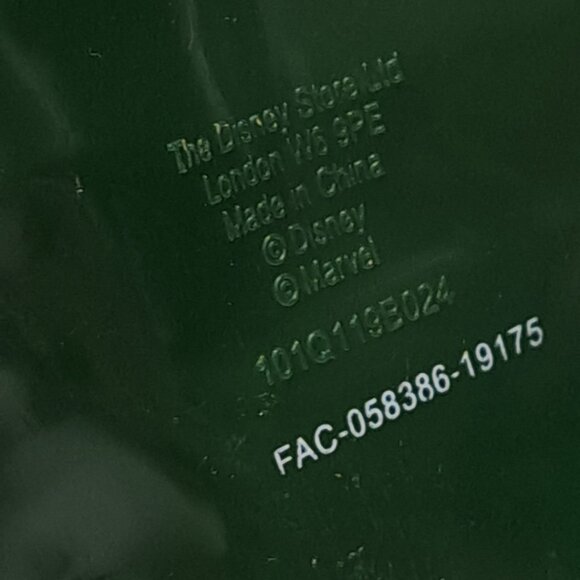 The Disney Store Ltd
London W6 9PE
Made in China
© Disney
© Marvel
101Q119E024
FAC-058386-19175